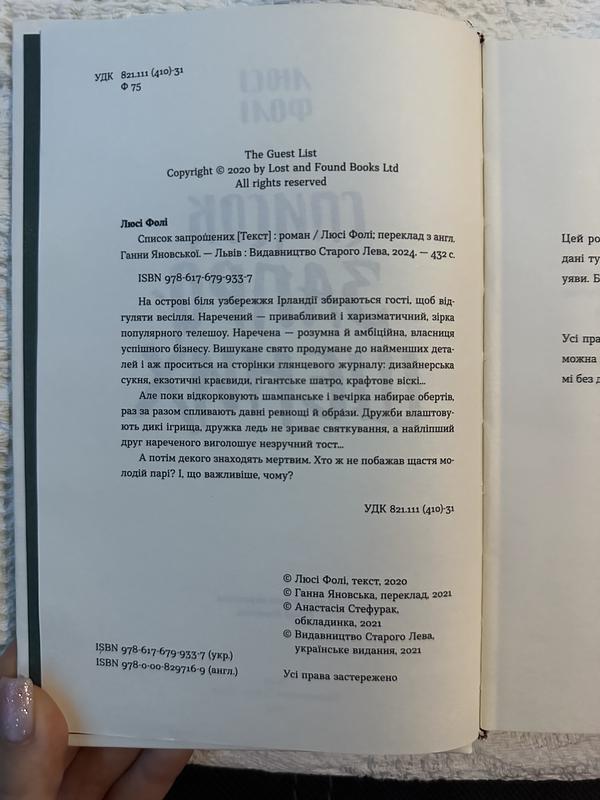 УДК 821.111 (410)-31
Ф 75
The Guest List
Copyright © 2020 by Lost and Found Books Ltd
All rights reserved
Люсі Фолі
Список запрошених [Текст] : роман / Люсі Фолі; переклад з англ.
Ганни Яновської. — Львів : Видавництво Старого Лева, 2024. — 432 с.
ISBN 978-617-679-933-7
На острові біля узбережжя Ірландії збираються гості, щоб від-
гуляти весілля. Наречений — привабливий і харизматичний, зірка
популярного телешоу. Наречена — розумна й амбіційна, власниця
успішного бізнесу. Вишукане свято продумане до найменших дета-
лей і аж проситься на сторінки глянцевого журналу: дизайнерська
сукня, екзотичні краєвиди, гігантське шатро, крафтове віскі...
Але поки відкорковують шампанське і вечірка набирає обертів,
раз за разом спливають давні ревнощі й образи. Дружби влаштову-
ють дикі ігрища, дружка ледь не зриває святкування, а найліпший
друг нареченого виголошує незручний тост...
А потім декого знаходять мертвим. Хто ж не побажав щастя мо-
лодій парі? І, що важливіше, чому?
УДК 821.111 (410)-31
© Люсі Фолі, текст, 2020
© Ганна Яновська, переклад, 2021
© Анастасія Стефурак,
обкладинка, 2021
© Видавництво Старого Лева,
українське видання, 2021
ISBN 978-617-679-933-7 (укр.)
ISBN 978-0-00-829716-9 (англ.)
Усі права застережено
Цей ро
дані ту
уяви. Б
Усі пра
можна
мі без д